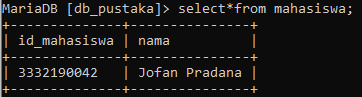 MariaDB [db_pustaka]> select*from mahasiswa;
+--------------+---------------+
| id_mahasiswa | nama          |
+--------------+---------------+
| 3332190042   | Jofan Pradana |
+--------------+---------------+